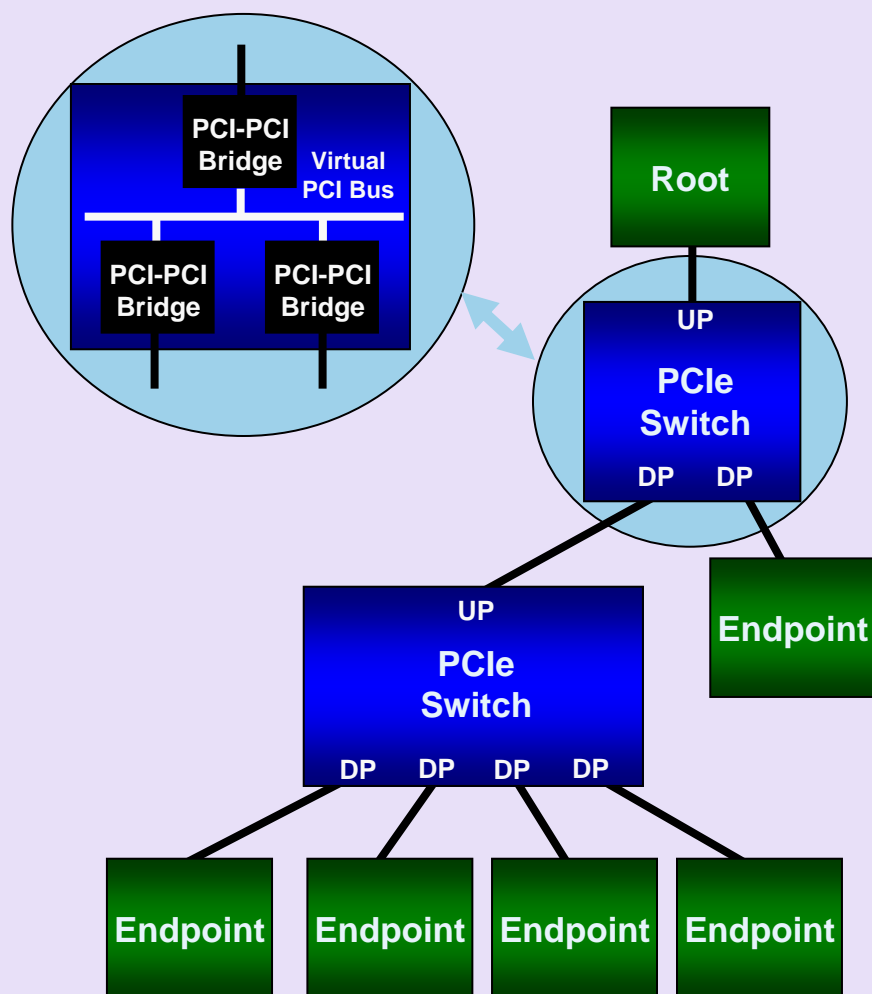 PCI-PCI
Bridge
Virtual
PCI Bus
PCI-PCI
Bridge
PCI-PCI
Bridge
Root
UP
PCIe
Switch
DP DP
Endpoint
UP
PCIe
Switch
DP DP DP DP
Endpoint Endpoint Endpoint Endpoint